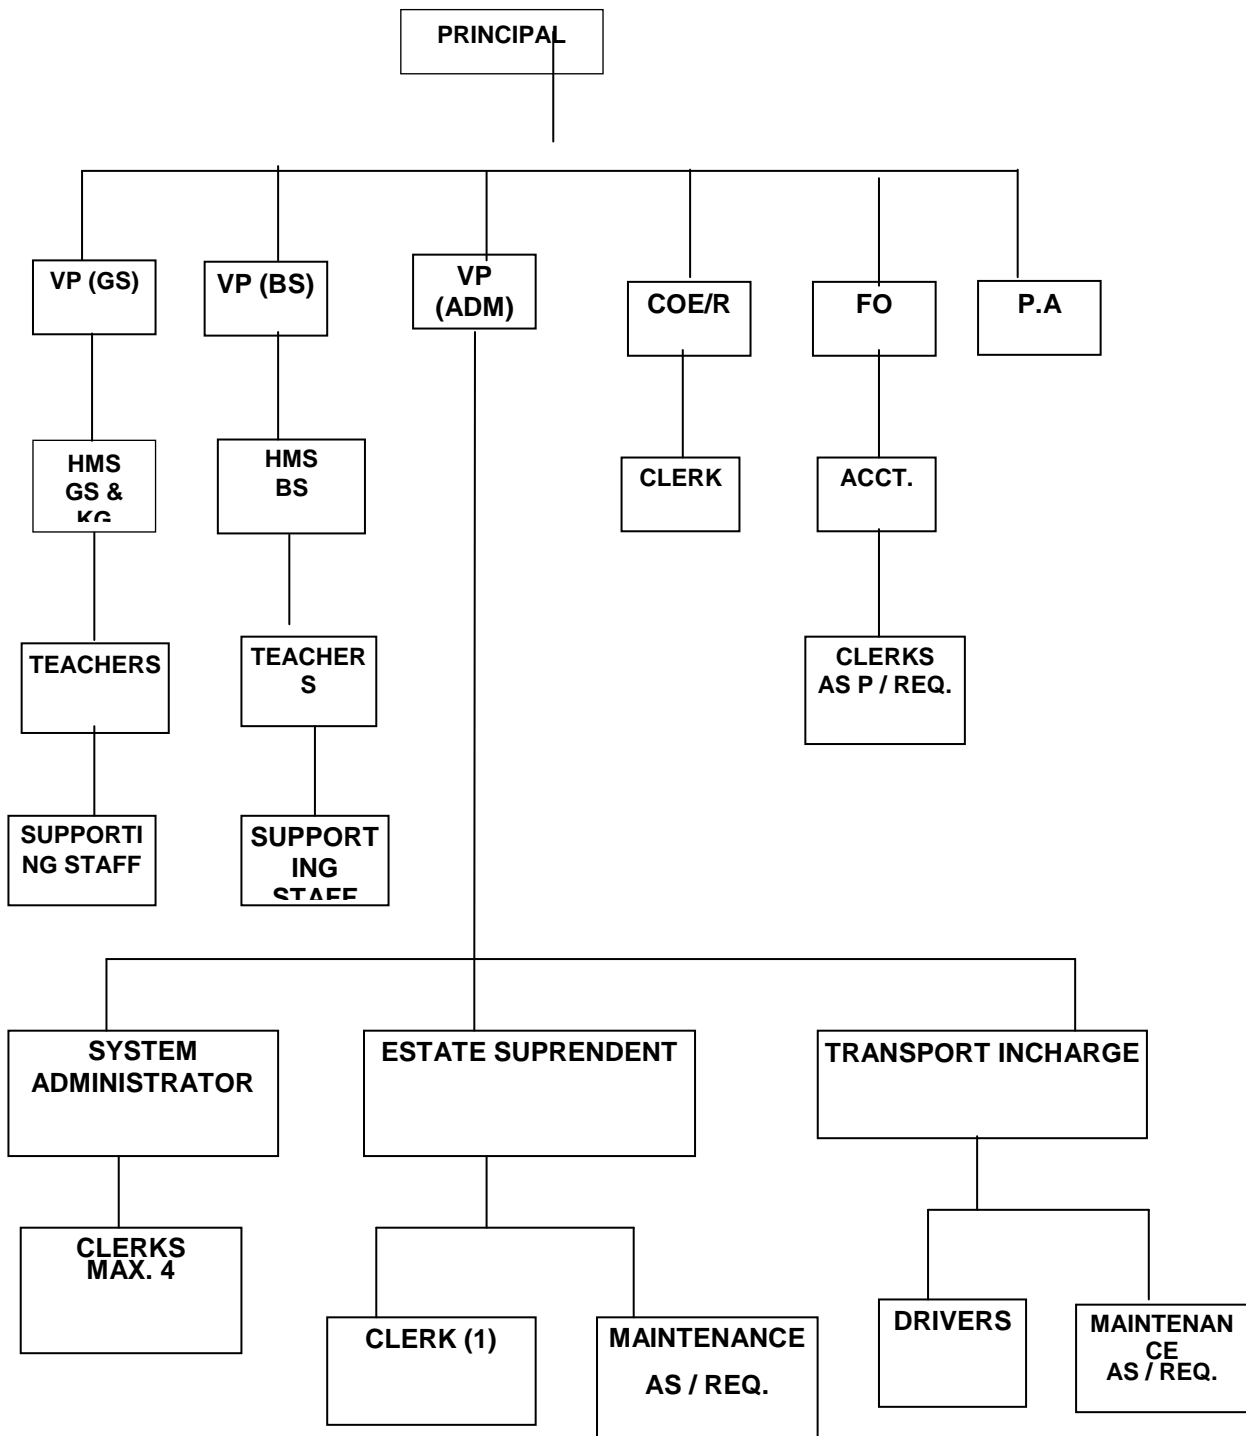 PRINCIPAL
VP (GS)
VP (BS)
VP
(ADM)
COE/R
FO
P.A
HMS
GS &
KG
HMS
BS
CLERK
ACCT.
TEACHERS
TEACHER
S
CLERKS
AS P / REQ.
SUPPORTI
NG STAFF
SUPPORT
ING
STAFF
SYSTEM
ADMINISTRATOR
ESTATE SUPRENDENT
TRANSPORT INCHARGE
CLERKS
MAX. 4
CLERK (1)
MAINTENANCE
AS / REQ.
DRIVERS
MAINTENAN
CE
AS / REQ.